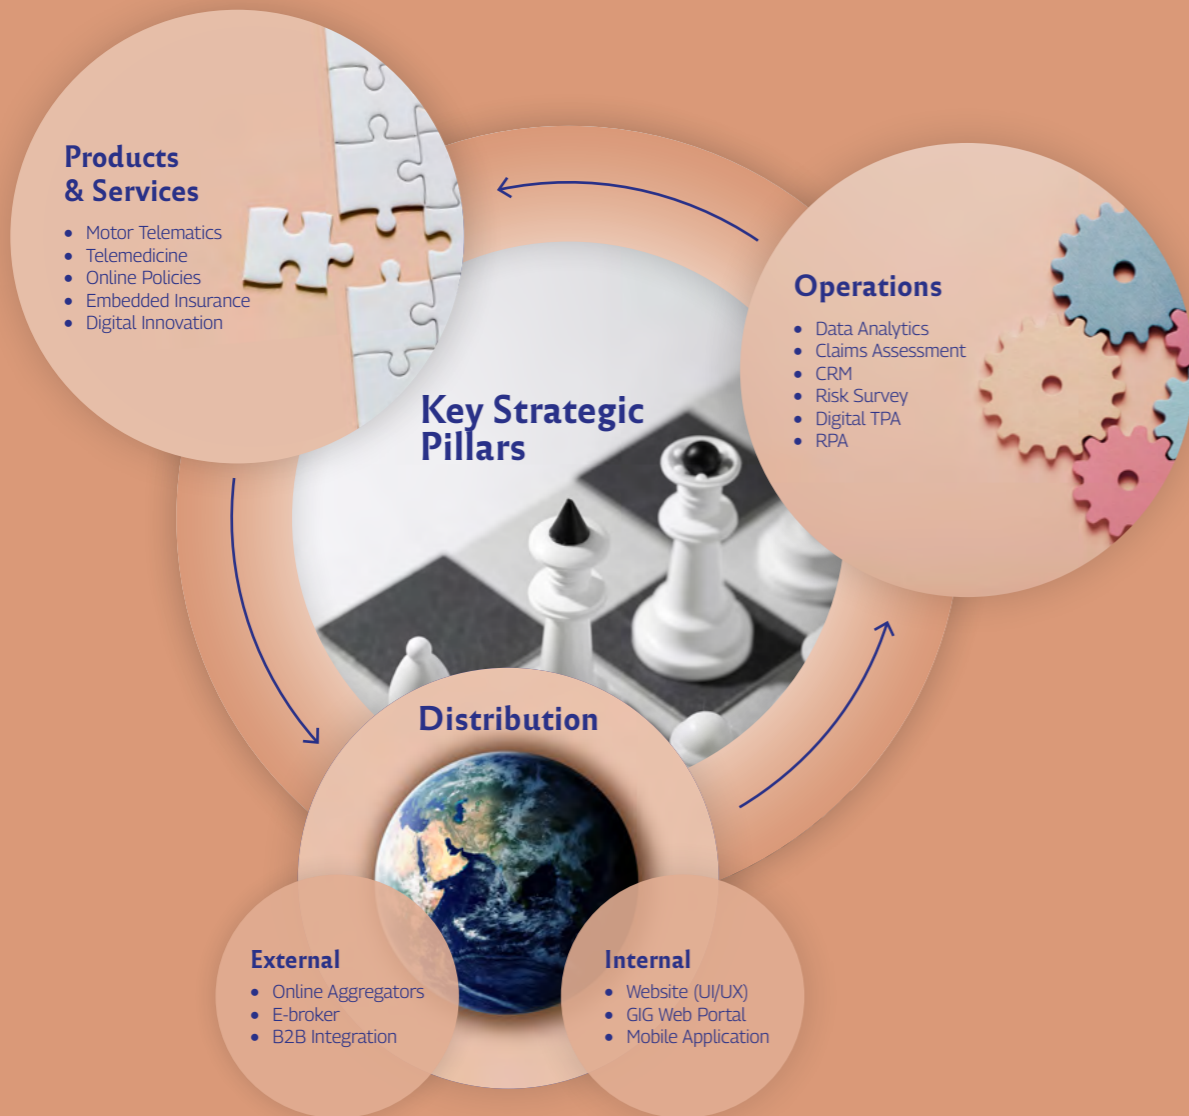 Products
& Services
• Motor Telematics
• Telemedicine
• Online Policies
• Embedded Insurance
• Digital Innovation
Operations
• Data Analytics
• Claims Assessment
• CRM
• Risk Survey
• Digital TPA
• RPA
Key Strategic
Pillars
Distribution
External
• Online Aggregators
• E-broker
• B2B Integration
Internal
• Website (UI/UX)
• GIG Web Portal
• Mobile Application